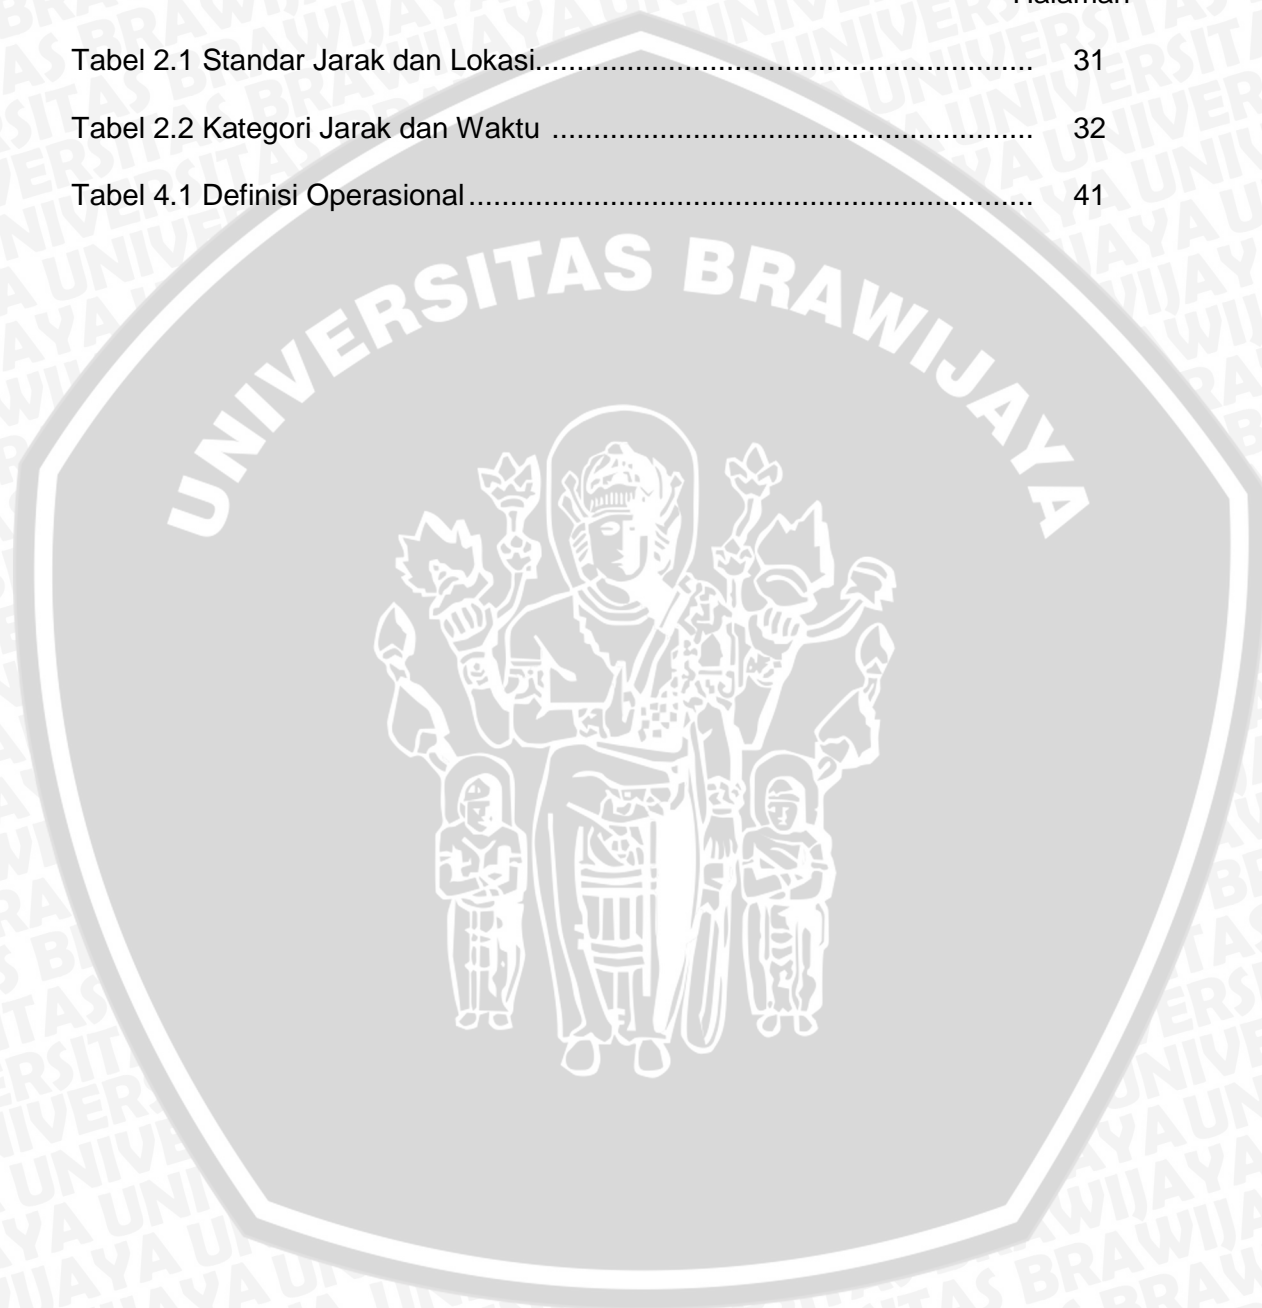 Halaman
Tabel 2.1 Standar Jarak dan Lokasi............................................................ 31
Tabel 2.2 Kategori Jarak dan Waktu .......................................................... 32
Tabel 4.1 Definisi Operasional.................................................................... 41
UNIVERSITAS BRAWIJAYA